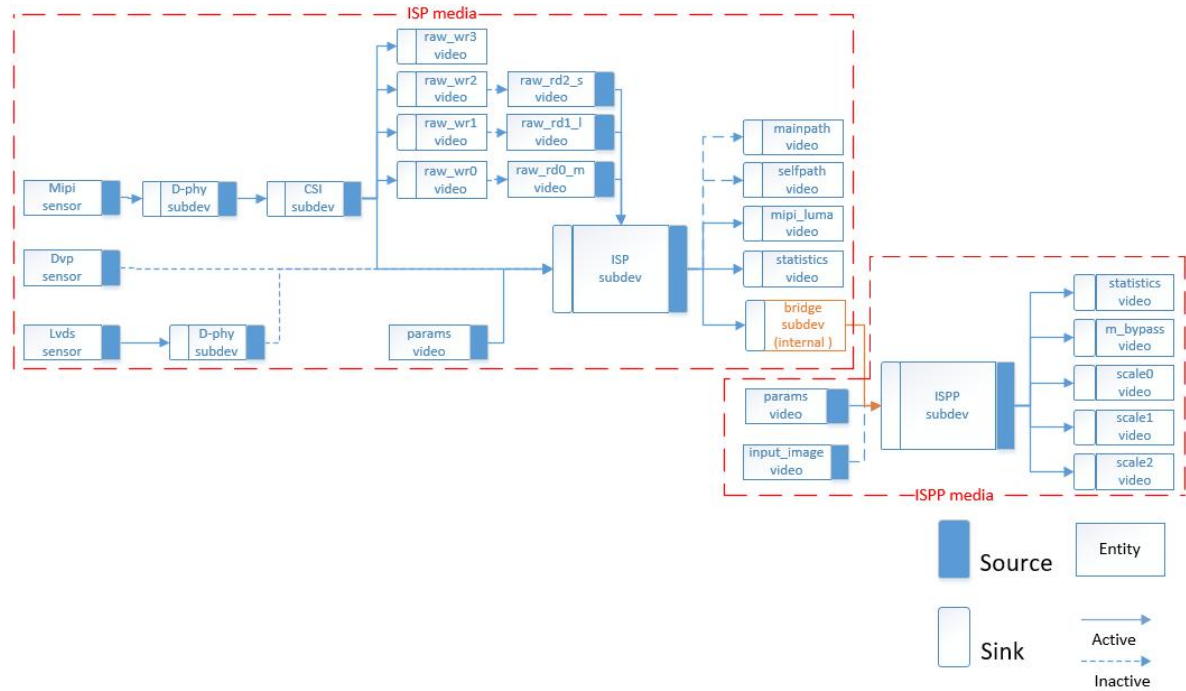 ISP media
raw_wr3
video
raw_wr2
video
raw_rd2_s
video
raw_wr1
video
raw_rd1_l
video
raw_wr0
video
raw_rd0_m
video
Mipi
sensor
D-phy
subdev
CSI
subdev
Dvp
sensor
Lvds
sensor
D-phy
subdev
params
video
ISP
subdev
mainpath
video
selfpath
video
mipi_luma
video
statistics
video
bridge
subdev
(internal )
params
video
input_image
video
ISPP
subdev
statistics
video
m_bypass
video
scale0
video
scale1
video
scale2
video
ISPP media
Source
Entity
Sink
Active
Inactive